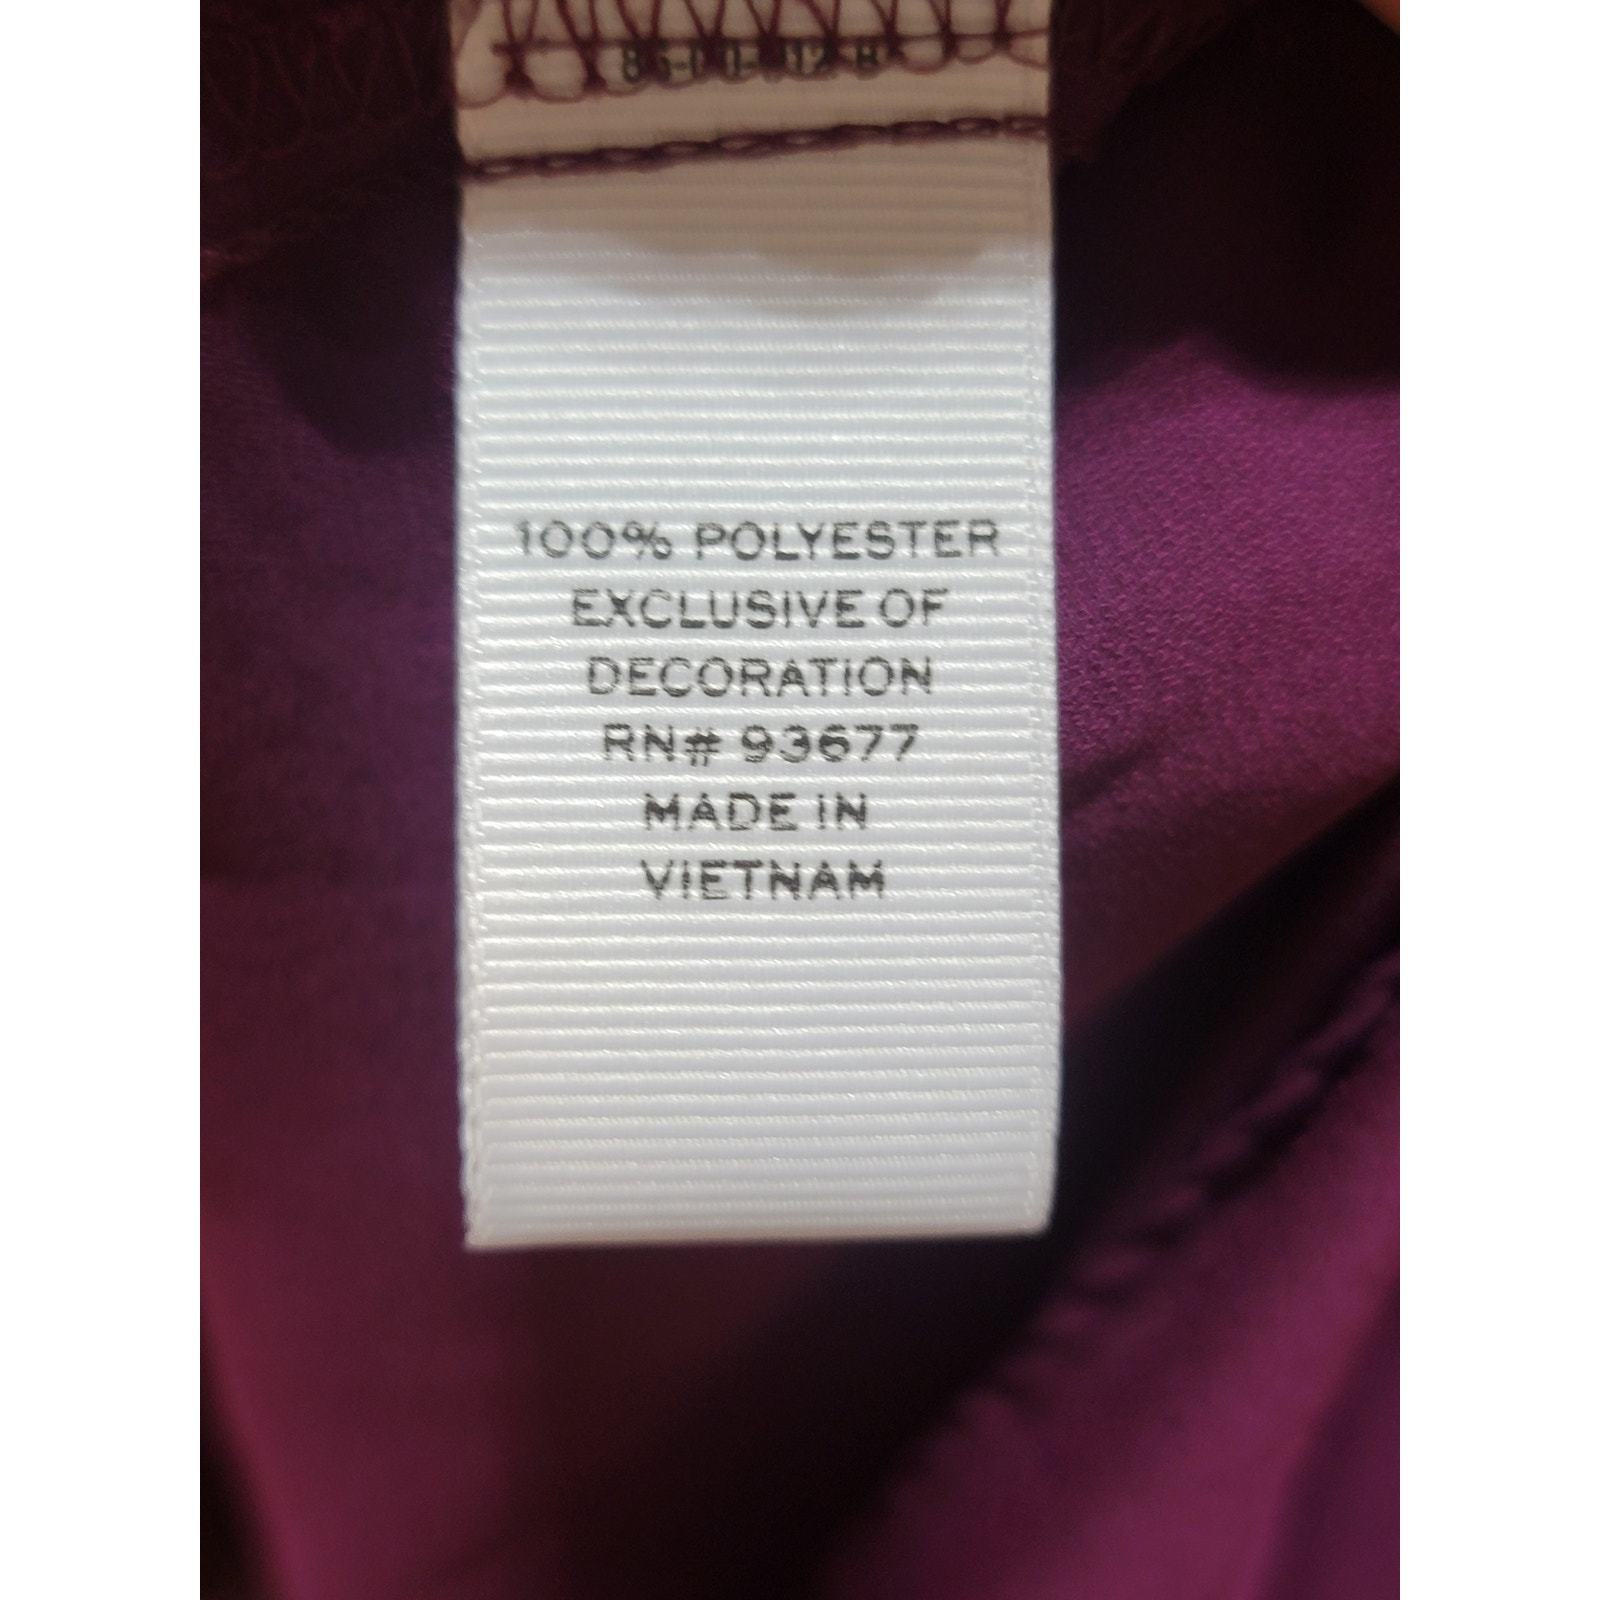 100% POLYESTER
EXCLUSIVE OF
DECORATION
RN# 93677
MADE IN
VIETNAM